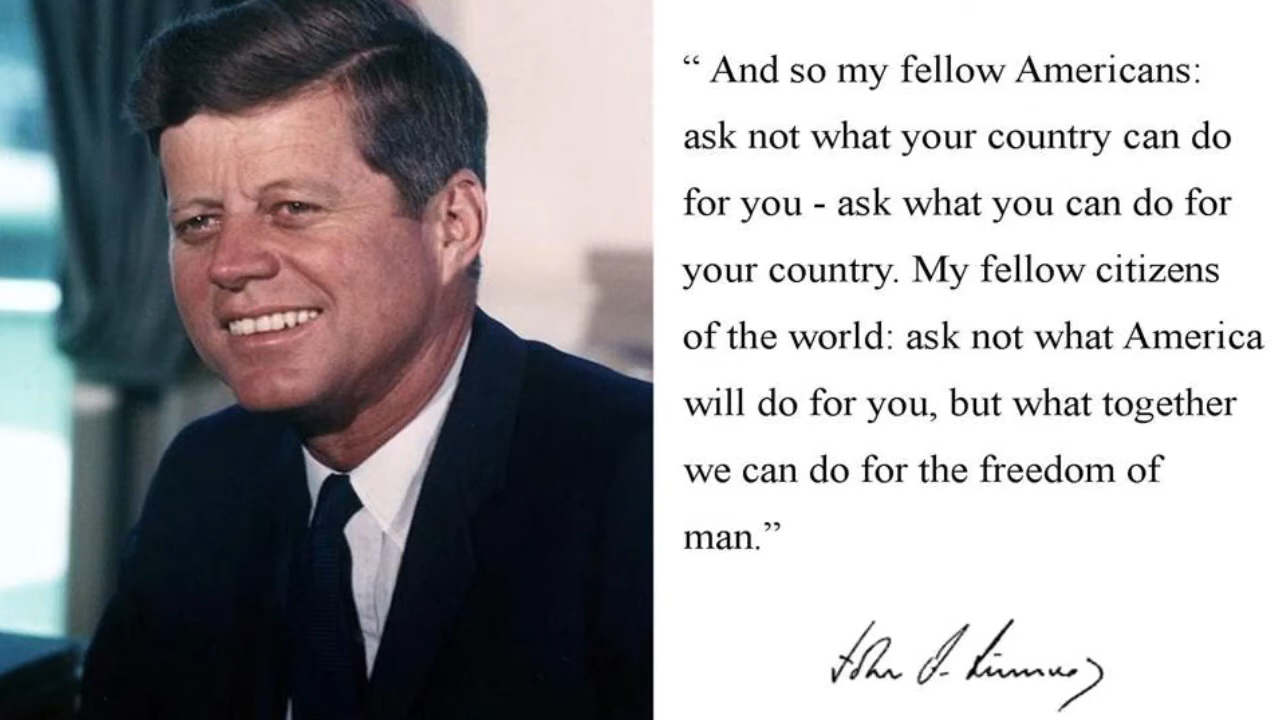 “ And so my fellow Americans:
ask not what your country can do
for you - ask what you can do for
your country. My fellow citizens
of the world: ask not what America
will do for you, but what together
we can do for the freedom of
man.”
John F. Kennedy